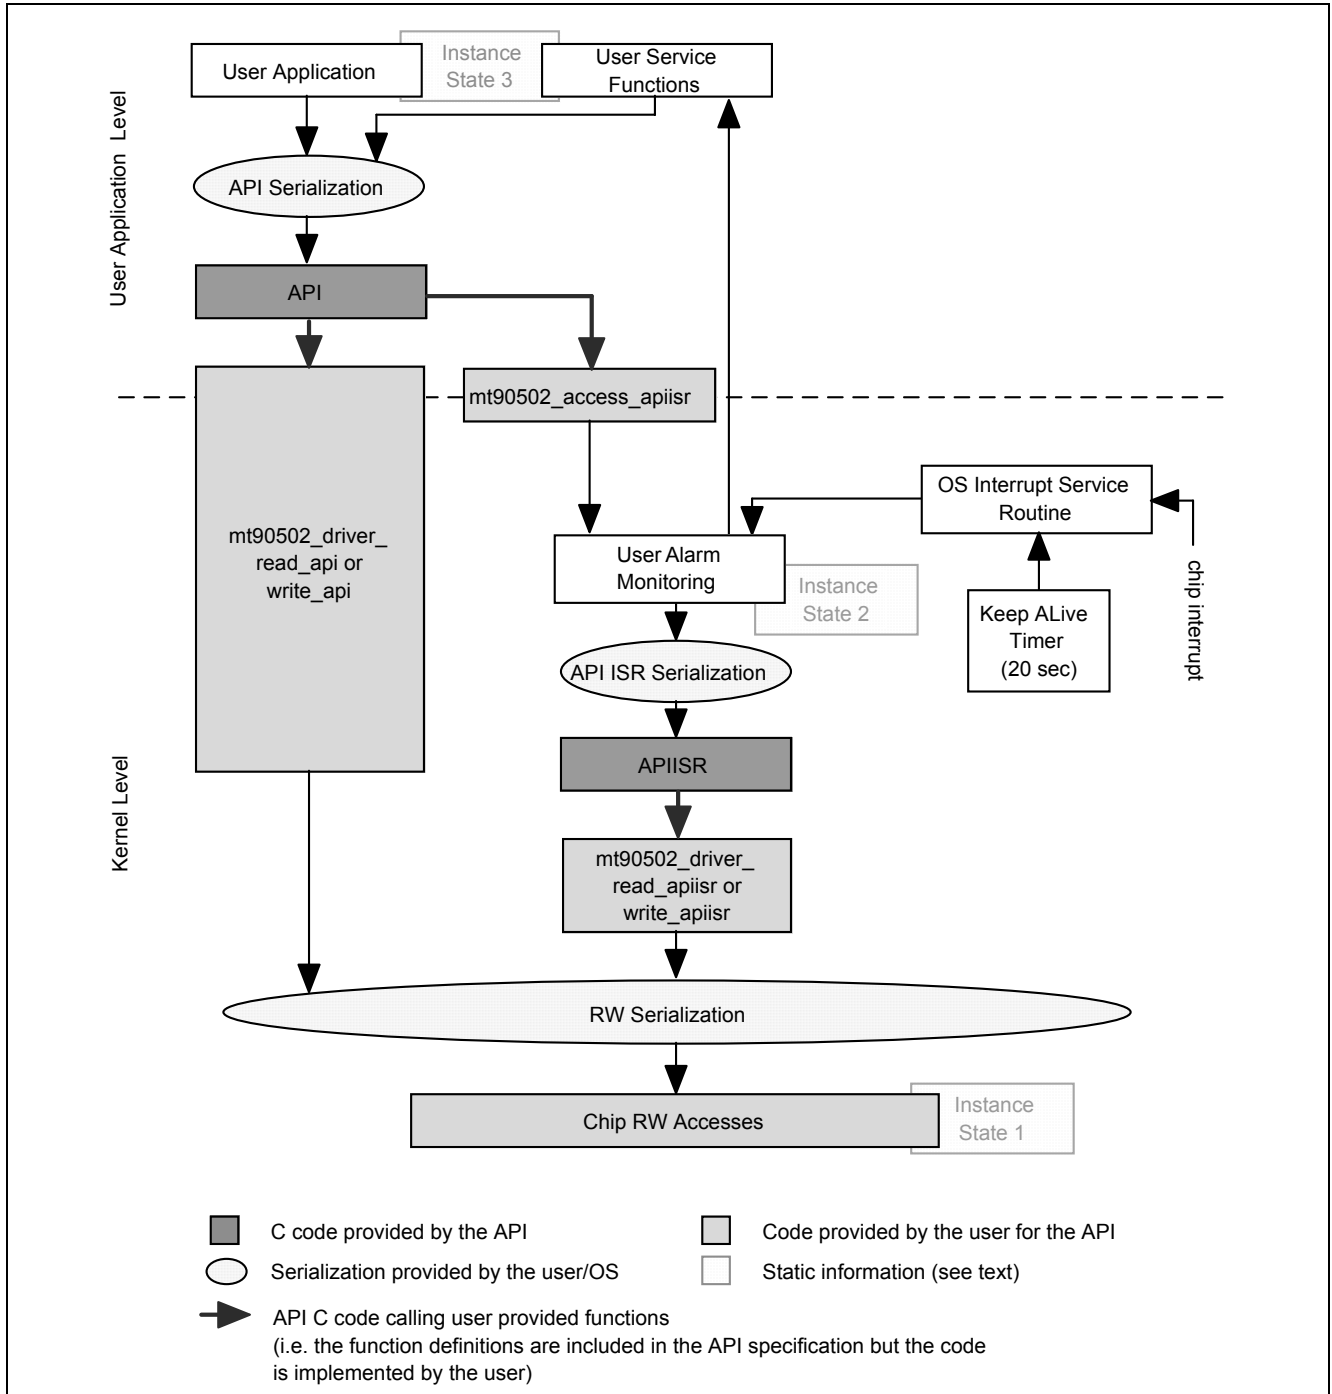 User Application
Instance
State 3
User Service
Functions
User Application Level
API Serialization
API
mt90502_access_apiisr
mt90502_driver_
read_api or
write_api
OS Interrupt Service
Routine
User Alarm
Monitoring
Instance
State 2
Keep ALive
Timer
(20 sec)
chip interrupt
API ISR Serialization
APIISR
Kernel Level
mt90502_driver_
read_apiisr or
write_apiisr
RW Serialization
Chip RW Accesses
Instance
State 1
C code provided by the API
Code provided by the user for the API
Serialization provided by the user/OS
Static information (see text)
API C code calling user provided functions
(i.e. the function definitions are included in the API specification but the code
is implemented by the user)